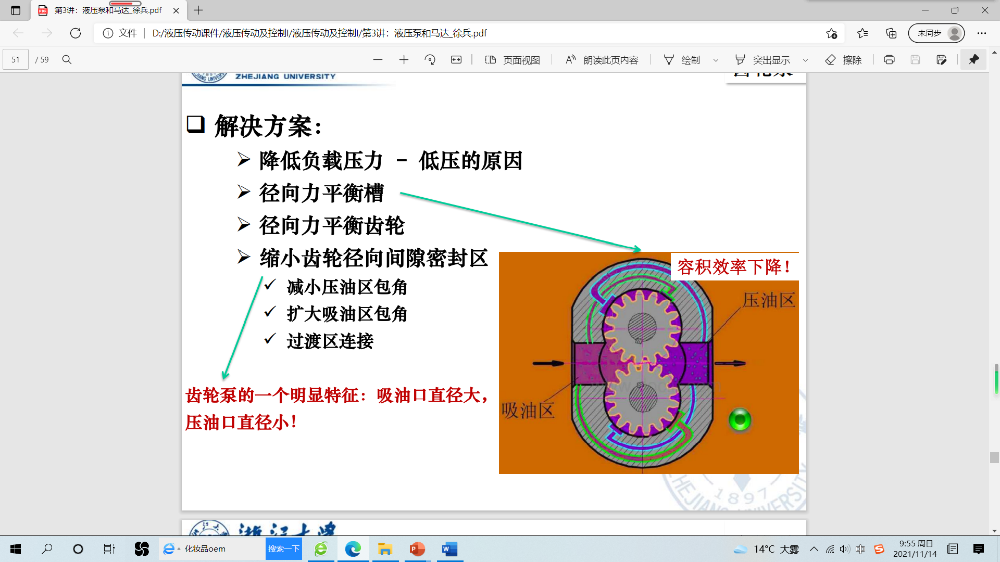 第3讲：液压泵和马达_徐兵.pdf
文件 D:/液压传动课件/液压传动及控制I/液压传动及控制I/第3讲：液压泵和马达_徐兵.pdf
未同步
51 / 59
页面视图
朗读此页内容
绘制
突出显示
擦除
ZHEJIANG UNIVERSITY
解决方案：
降低负载压力 - 低压的原因
径向力平衡槽
径向力平衡齿轮
缩小齿轮径向间隙密封区
减小压油区包角
扩大吸油区包角
过渡区连接
齿轮泵的一个明显特征：吸油口直径大，
压油口直径小！
容积效率下降！
压油区
吸油区
1897
ZHEJIANG UNIVERSITY
浙江大学
化妆品oem
搜索一下
14°C 大雾
中
9:55 周日
2021/11/14